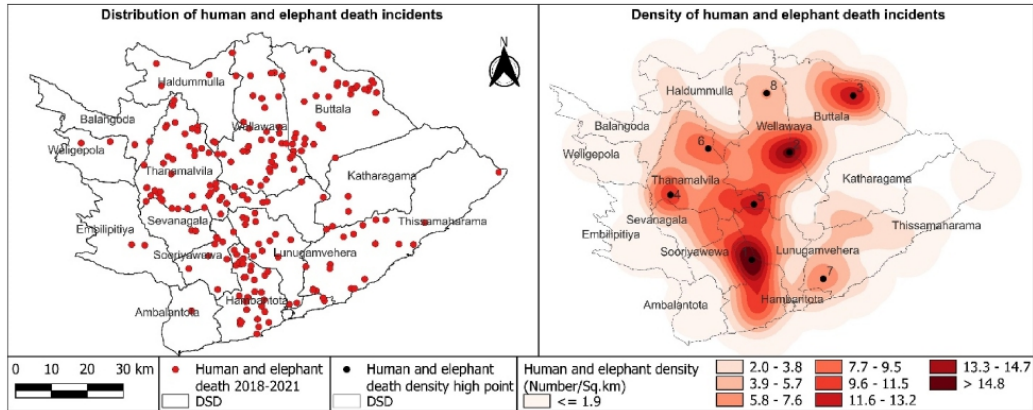 Distribution of human and elephant death incidents
N
Haldummulla
Buttala
Balangoda
Wellawaya
Weligepola
Thanamalvila
Katharagama
Sevanagala
Embilipitiya
Thissamaharama
Sooriyawewa
Lunugamvehera
Hambantota
Ambalantota
Density of human and elephant death incidents
8
3
Haldummulla
Buttala
Balangoda
Wellawaya
6
Weligepola
Thanamalvila
Katharagama
4
5
Sevanagala
Thissamaharama
Embilipitiya
Sooriyawewa
Lunugamvehera
7
Ambalantota
Hambantota
0 10 20 30 km
Human and elephant
death 2018-2021
DSD
Human and elephant
death density high point
DSD
Human and elephant density
(Number/Sq.km)
<= 1.9
2.0 - 3.8
3.9 - 5.7
5.8 - 7.6
7.7 - 9.5
9.6 - 11.5
11.6 - 13.2
13.3 - 14.7
> 14.8